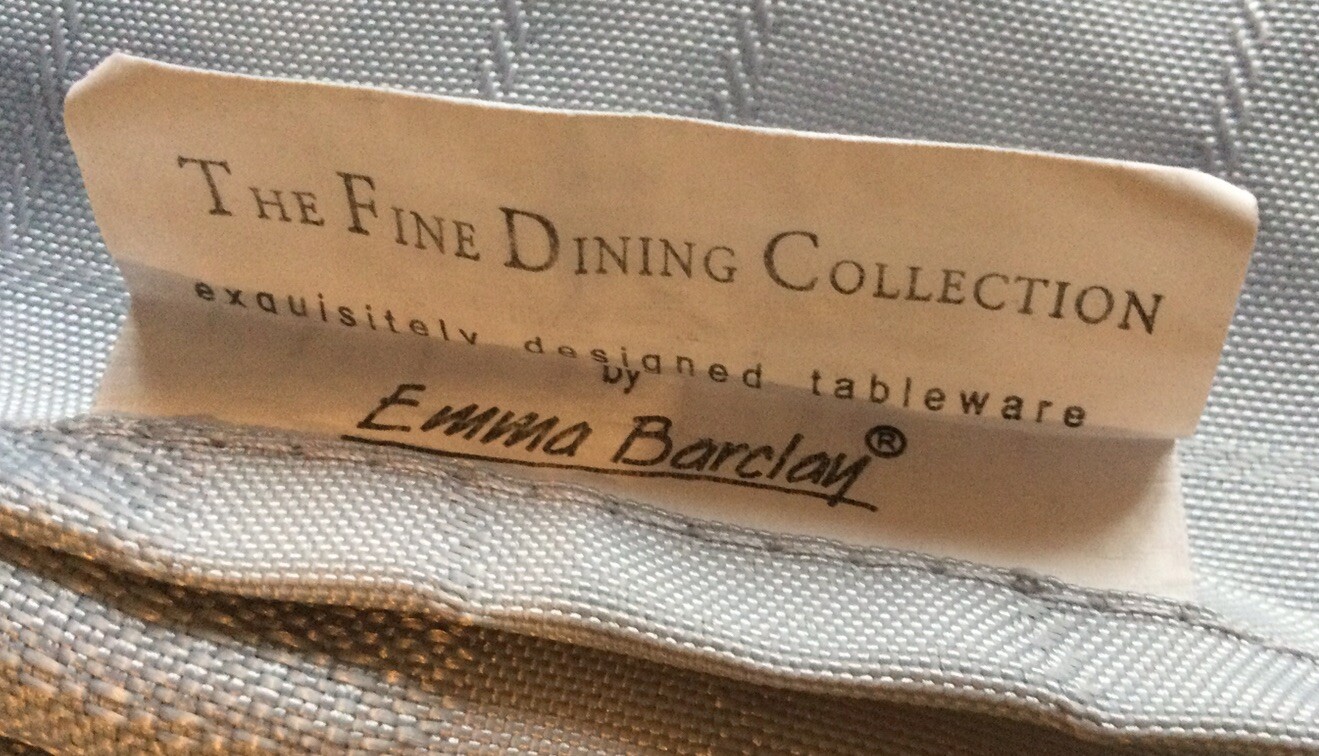 THE FINE DINING COLLECTION
exquisitely designed tableware
by
Emma Barclay®